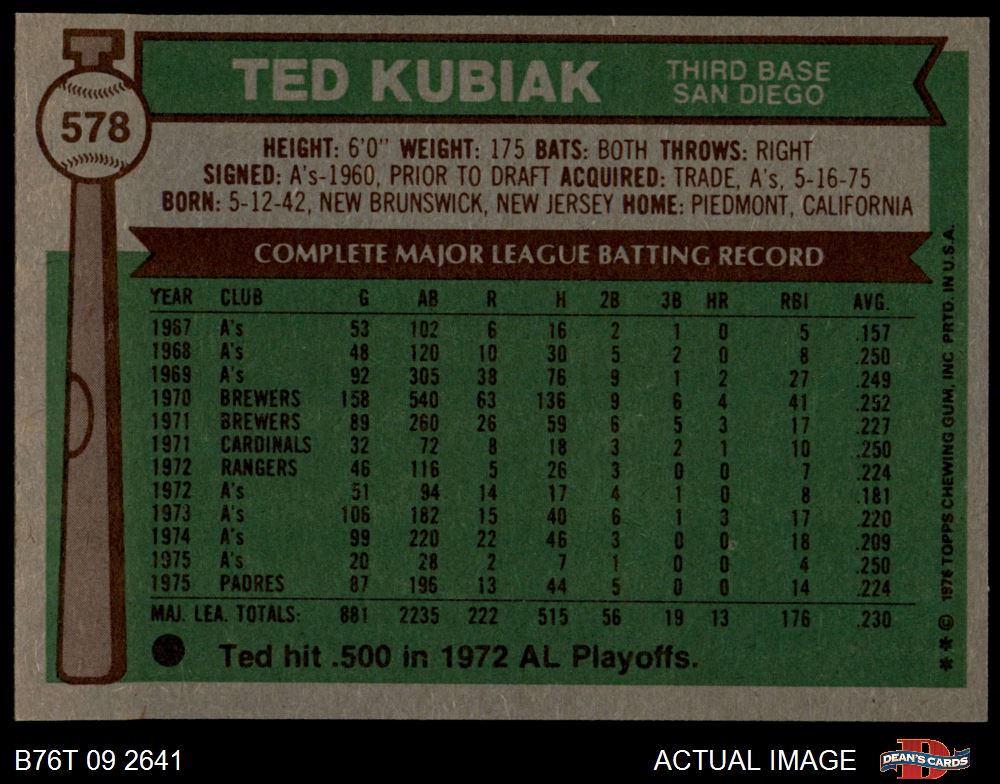 TED KUBIAK
THIRD BASE
SAN DIEGO
578
HEIGHT: 6'0" WEIGHT: 175 BATS: BOTH THROWS: RIGHT
SIGNED: A's-1960, PRIOR TO DRAFT ACQUIRED: TRADE, A's, 5-16-75
BORN: 5-12-42, NEW BRUNSWICK, NEW JERSEY HOME: PIEDMONT, CALIFORNIA
COMPLETE MAJOR LEAGUE BATTING RECORD
YEAR CLUB G AB R H 2B 3B HR RBI AVG.
1967 A's 53 102 6 16 2 1 0 5 .157
1968 A's 48 120 10 30 5 2 0 8 .250
1969 A's 92 305 38 76 9 1 2 27 .249
1970 BREWERS 158 540 63 136 9 6 4 41 .252
1971 BREWERS 89 260 26 59 6 5 3 17 .227
1971 CARDINALS 32 72 8 18 3 2 1 10 .250
1972 RANGERS 46 116 5 26 3 0 0 7 .224
1972 A's 51 94 14 17 4 1 0 8 .181
1973 A's 106 182 15 40 6 1 3 17 .220
1974 A's 99 220 22 46 3 0 0 18 .209
1975 A's 20 28 2 7 1 0 0 4 .250
1975 PADRES 87 196 13 44 5 0 0 14 .224
MAJ. LEA. TOTALS: 881 2235 222 515 56 19 13 176 .230
Ted hit .500 in 1972 AL Playoffs.
** © 1976 TOPPS CHEWING GUM, INC PRTD. IN U.S.A.
B76T 09 2641
ACTUAL IMAGE
DEAN'S CARDS